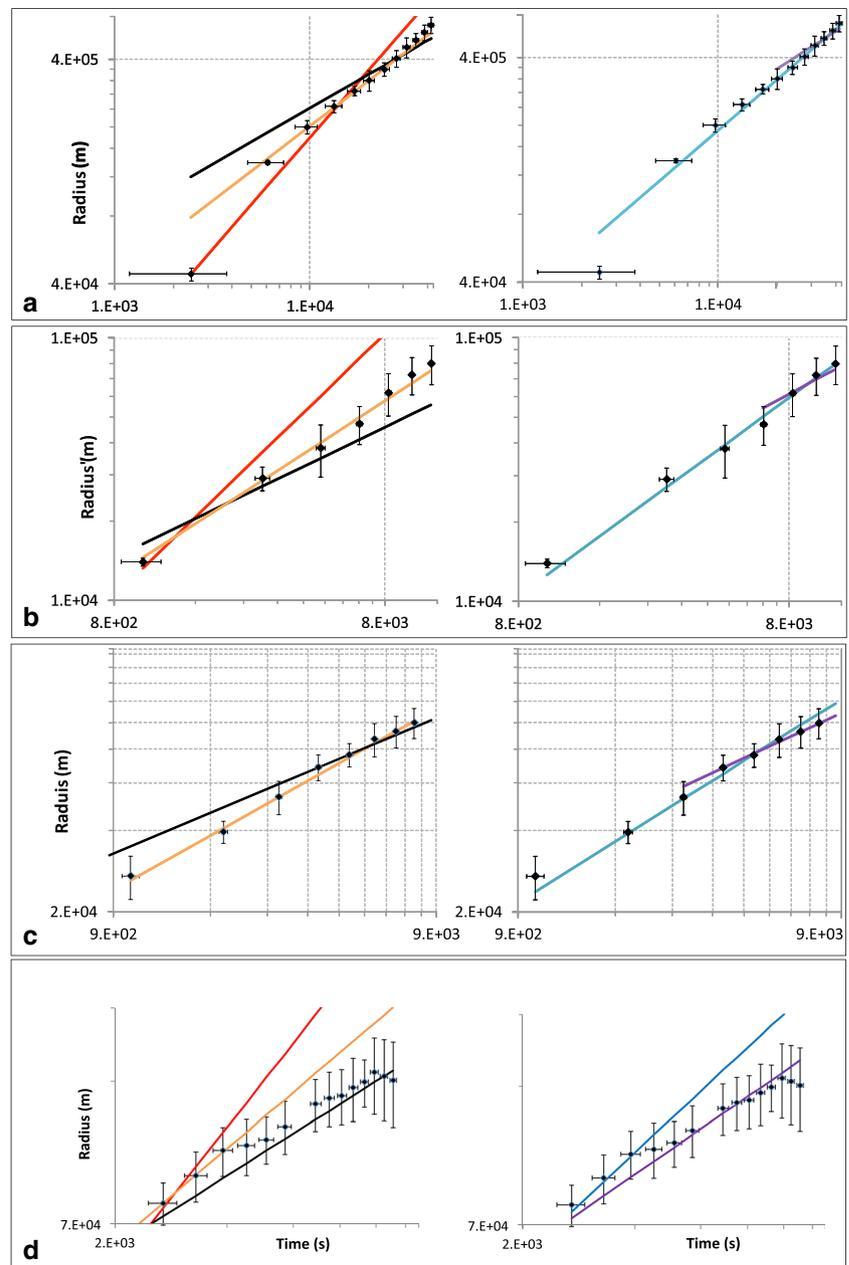 4.E+05
Radius (m)
4.E+04
a
1.E+03
1.E+04
4.E+05
4.E+04
1.E+03
1.E+04
1.E+05
Radius'(m)
1.E+04
b
8.E+02
8.E+03
1.E+05
1.E+04
8.E+02
8.E+03
Raduis (m)
2.E+04
c
9.E+02
9.E+03
2.E+04
9.E+02
9.E+03
Radius (m)
7.E+04
d
2.E+03
Time (s)
7.E+04
2.E+03
Time (s)